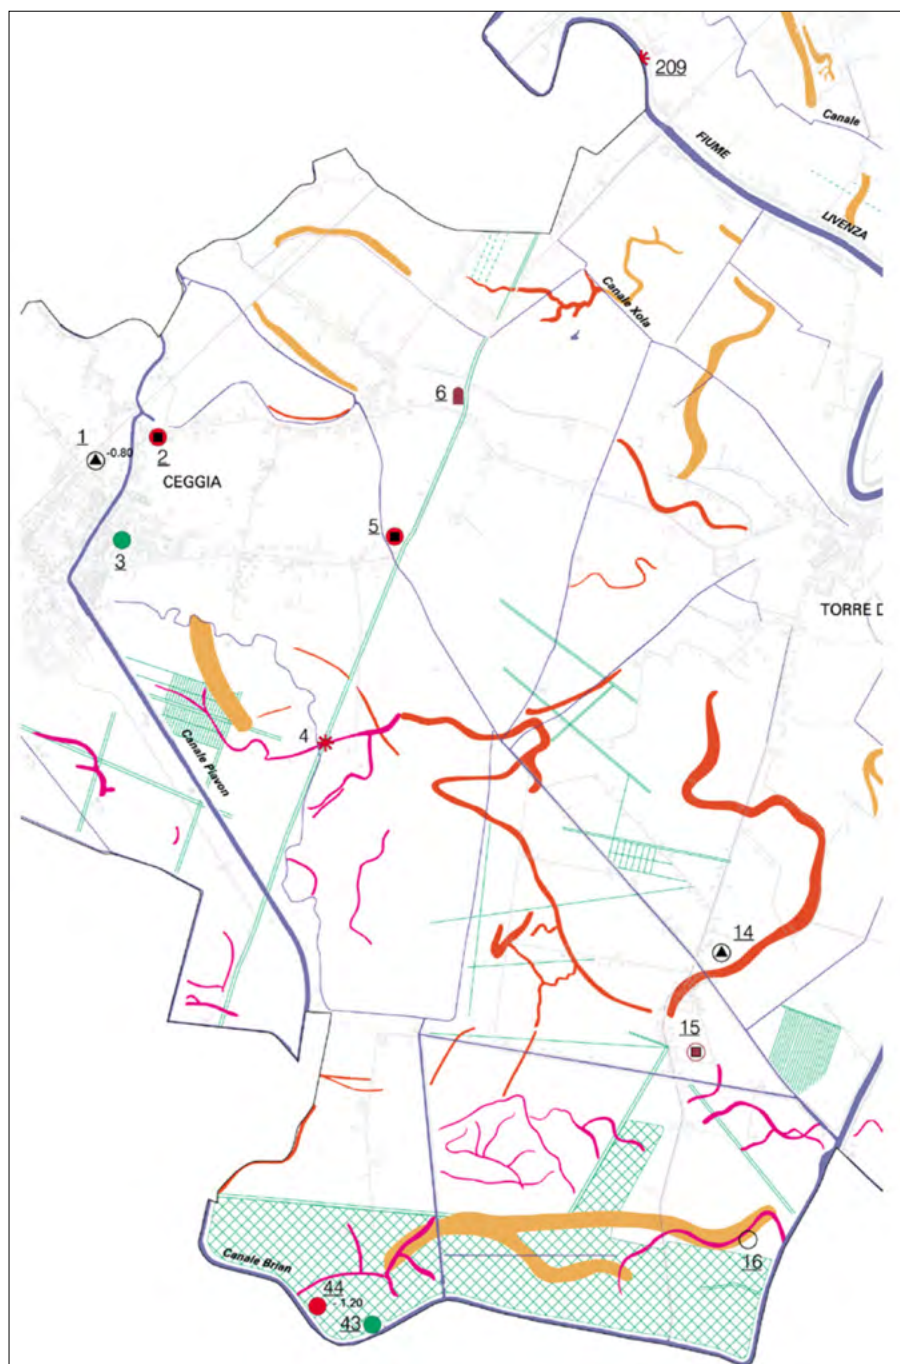 209
Canale
FIUME
LIVENZA
Canale Xola
6
1
-0.80
2
CEGGIA
5
3
TORRE D
4
Canale Piavon
14
15
16
Canale Brian
44
- 1.20
43